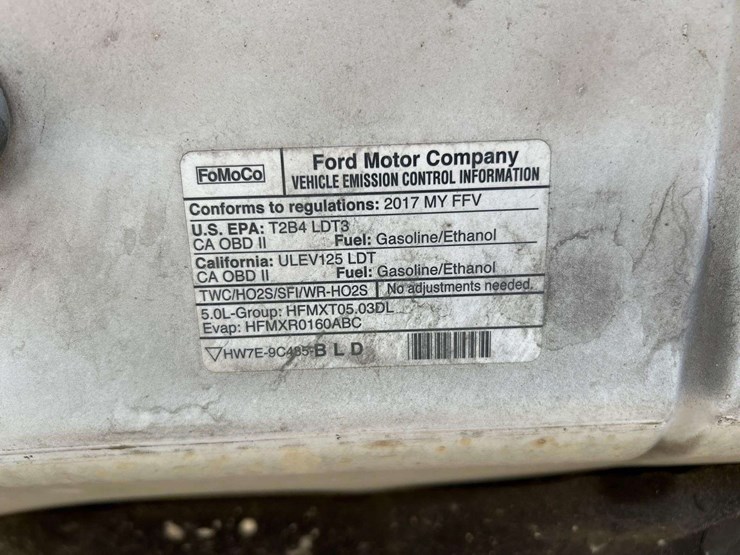 FoMoCo
Ford Motor Company
VEHICLE EMISSION CONTROL INFORMATION
Conforms to regulations: 2017 MY FFV
U.S. EPA: T2B4 LDT3
CA OBD II Fuel: Gasoline/Ethanol
California: ULEV125 LDT
CA OBD II Fuel: Gasoline/Ethanol
TWC/HO2S/SFI/WR-HO2S No adjustments needed.
5.0L-Group: HFMXT05.03DL
Evap: HFMXR0160ABC
HW7E-9C485-B L D